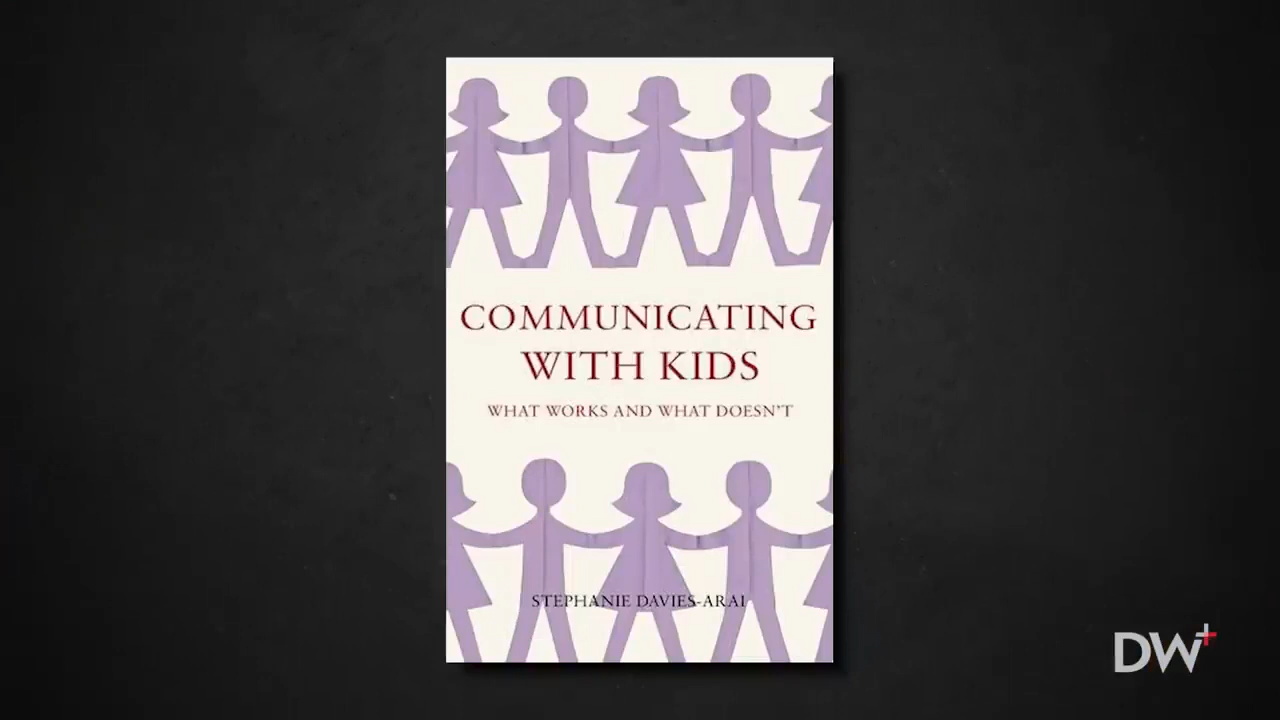 COMMUNICATING
WITH KIDS
WHAT WORKS AND WHAT DOESN'T
STEPHANIE DAVIES-ARAI
DW+